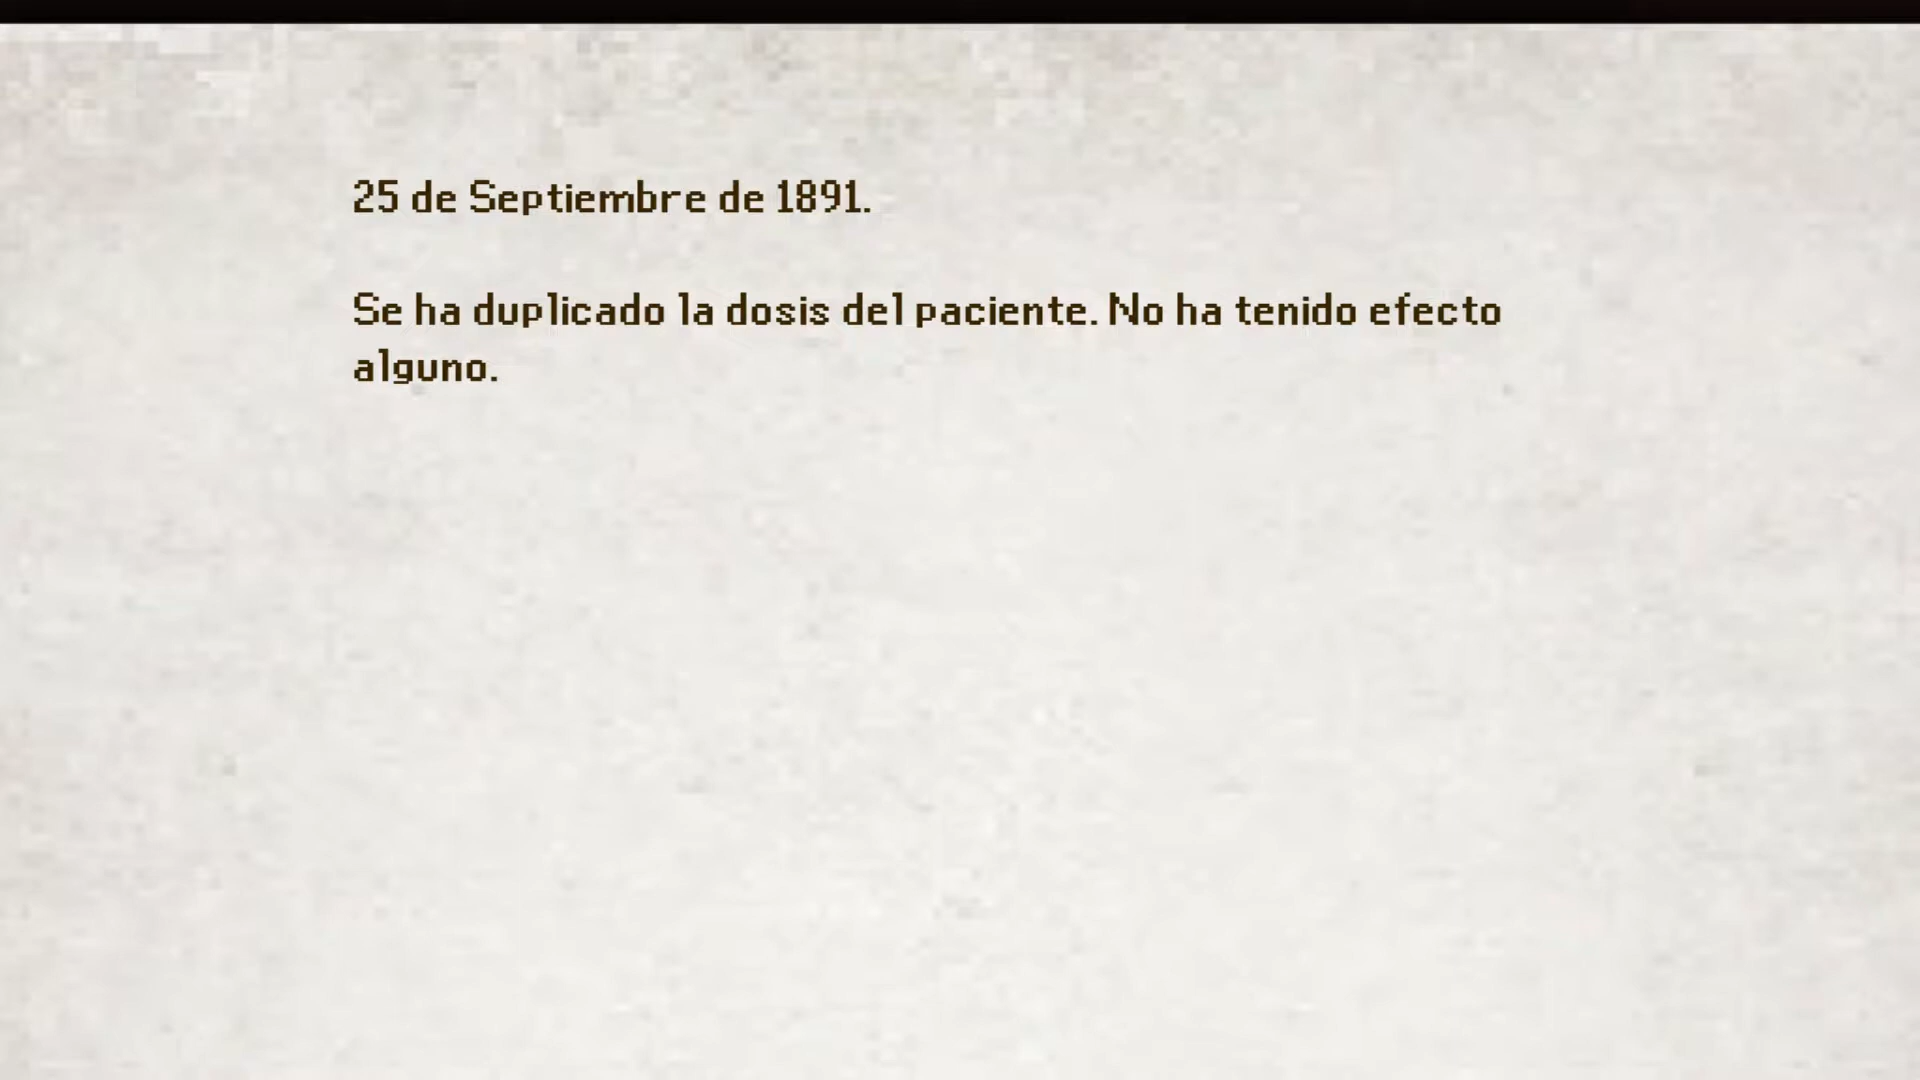 25 de Septiembre de 1891.
Se ha duplicado la dosis del paciente. No ha tenido efecto
alguno.